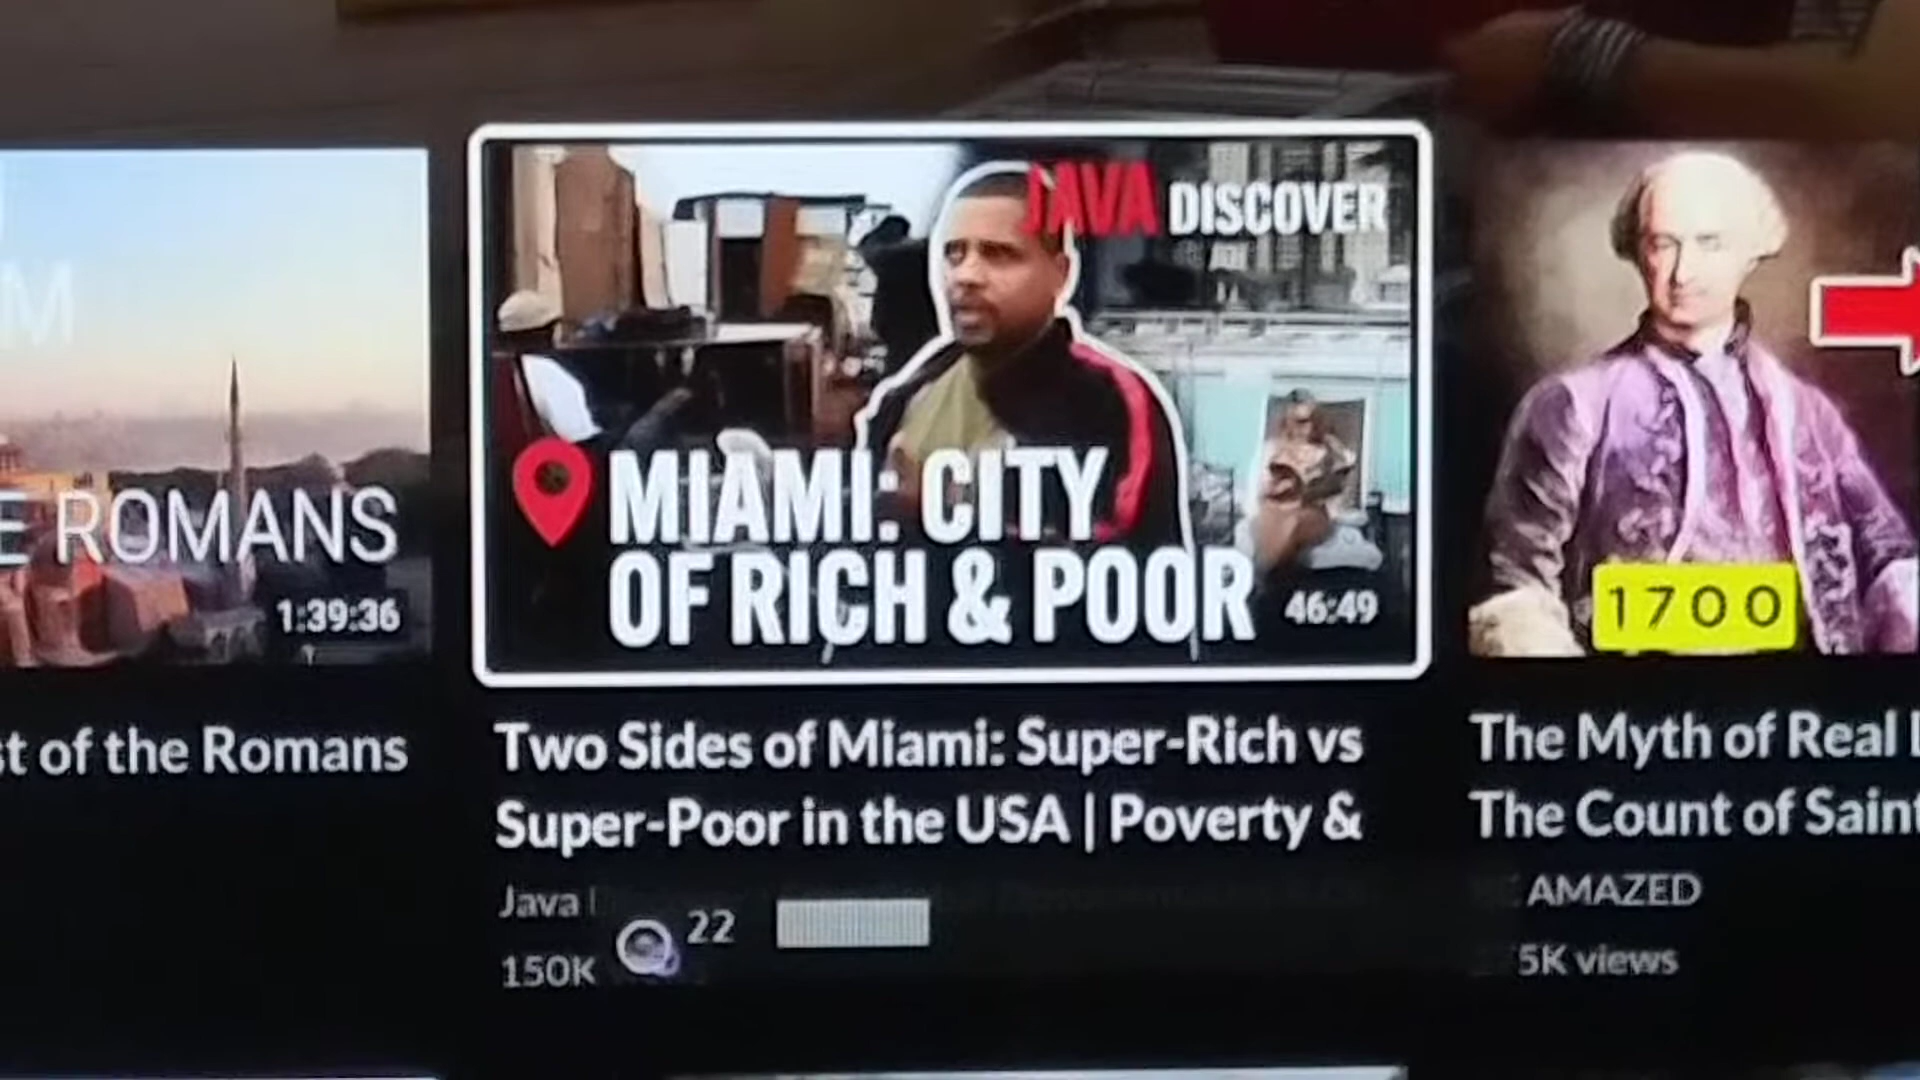 M
E ROMANS
1:39:36
st of the Romans
JAVA DISCOVER
MIAMI: CITY
OF RICH & POOR
46:49
Two Sides of Miami: Super-Rich vs
Super-Poor in the USA | Poverty &
Java
22
150K
1700
The Myth of Real
The Count of Saint
AMAZED
5K views